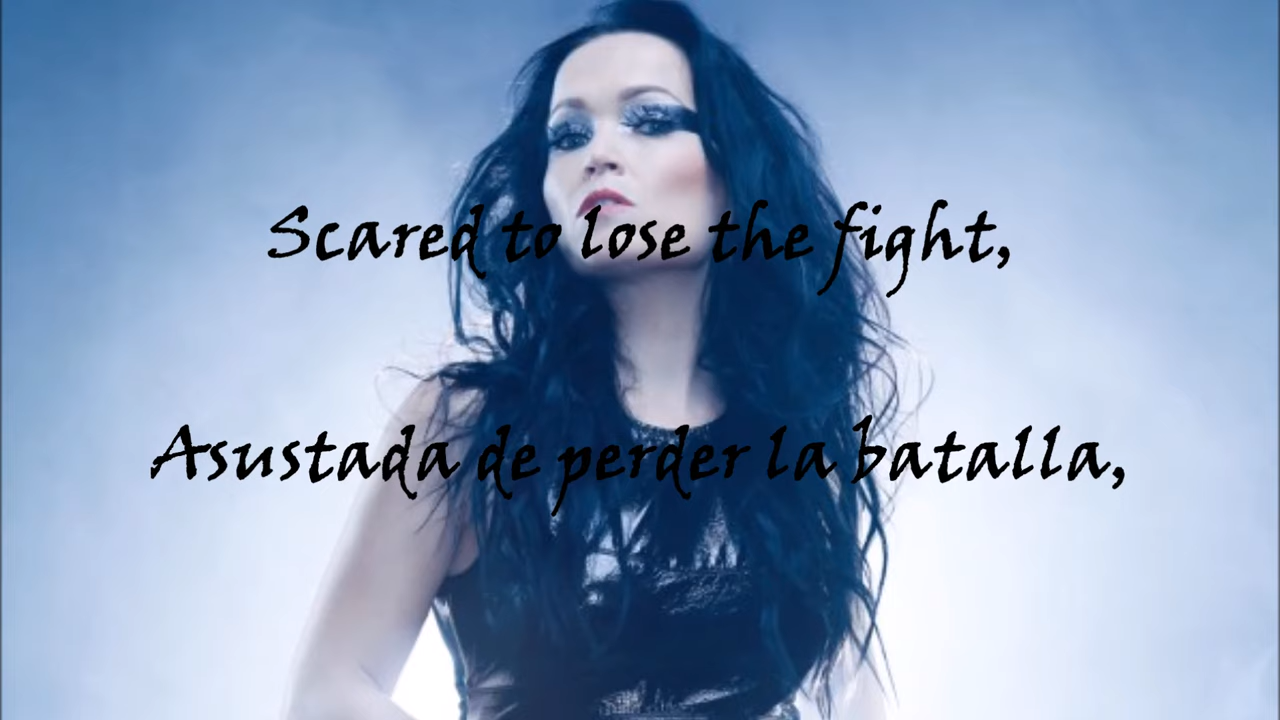 Scared to lose the fight,
Asustada de perder la batalla,